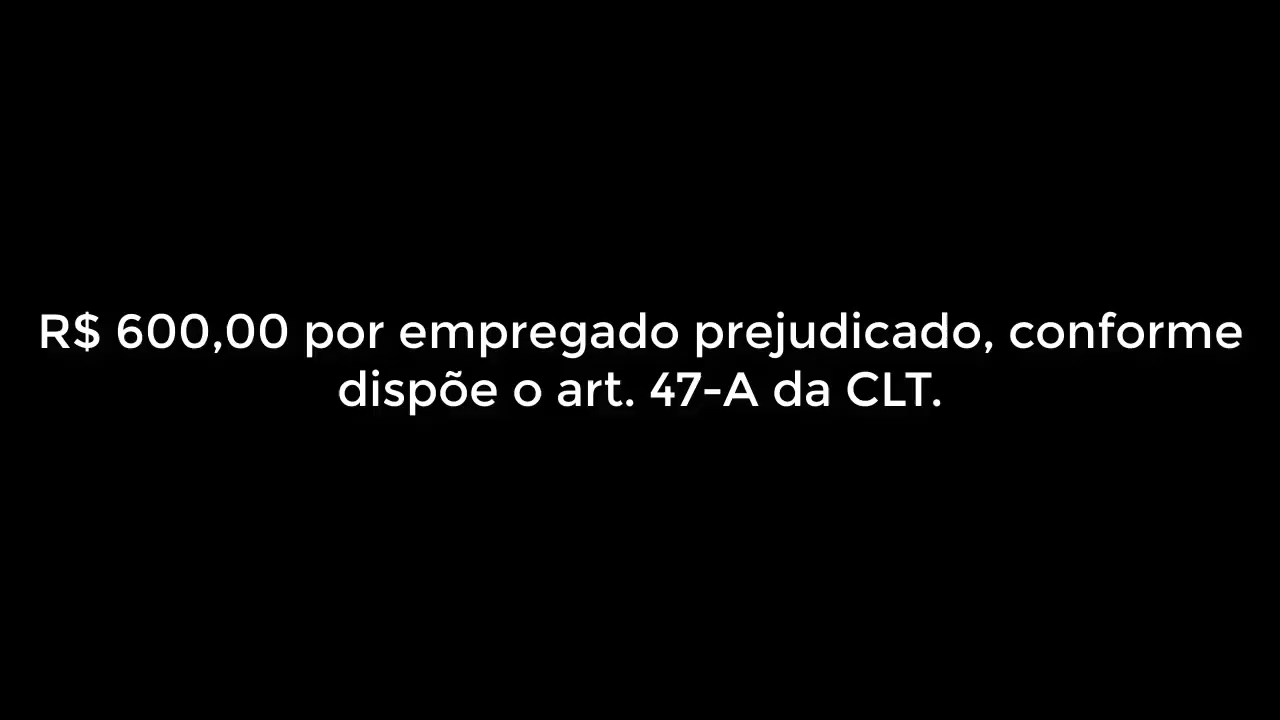 R$ 600,00 por empregado prejudicado, conforme
dispõe o art. 47-A da CLT.